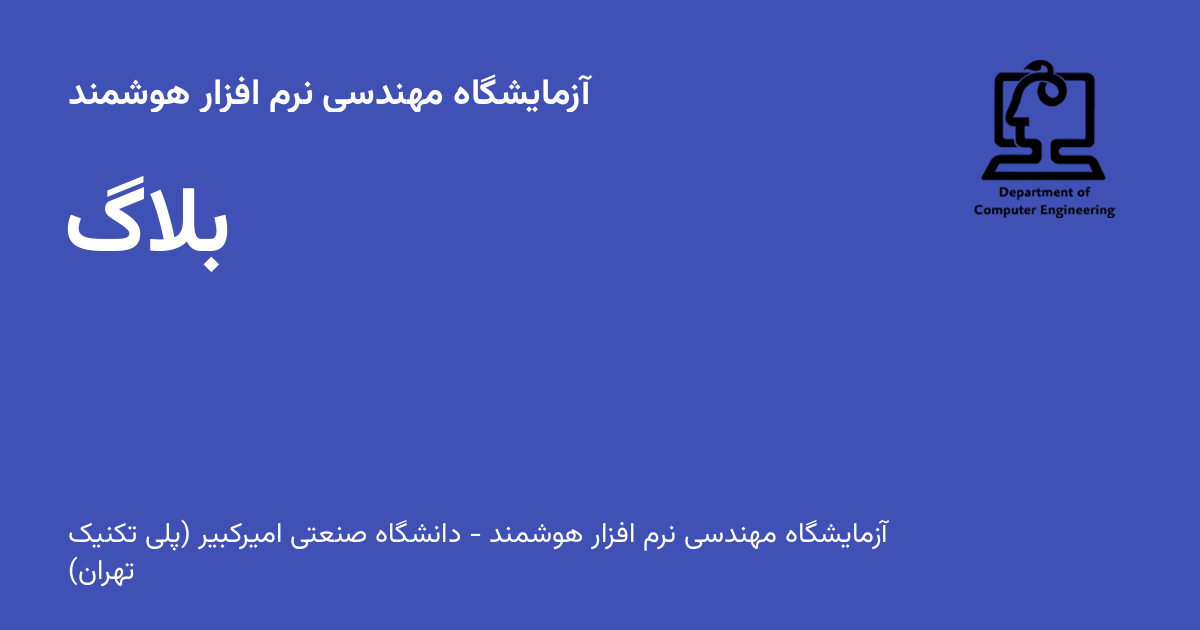 آزمایشگاه مهندسی نرم افزار هوشمند
بلاگ
Department of
Computer Engineering
آزمایشگاه مهندسی نرم افزار هوشمند - دانشگاه صنعتی امیرکبیر (پلی تکنیک
تهران)